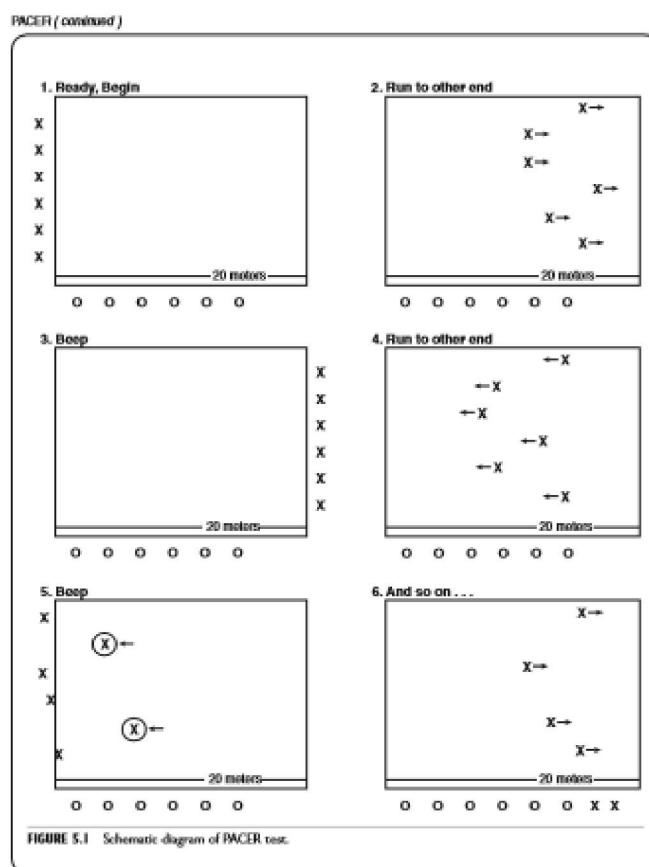 PACER ( continued )
1. Ready, Begin
2. Run to other end
X
X →
X
X →
X
X →
X
X →
X
X →
X
X →
20 meters
20 meters
O O O O O O
O O O O O O
3. Beep
4. Run to other end
X
← X
X
← X
X
← X
X
← X
X
← X
X
← X
20 meters
20 meters
O O O O O O
O O O O O O
5. Beep
6. And so on . . .
X
X →
X ←
X
X →
X
X ←
X →
X
X →
20 meters
20 meters
O O O O O O
O O O O O O X X
FIGURE 5.1 Schematic diagram of PACER test.